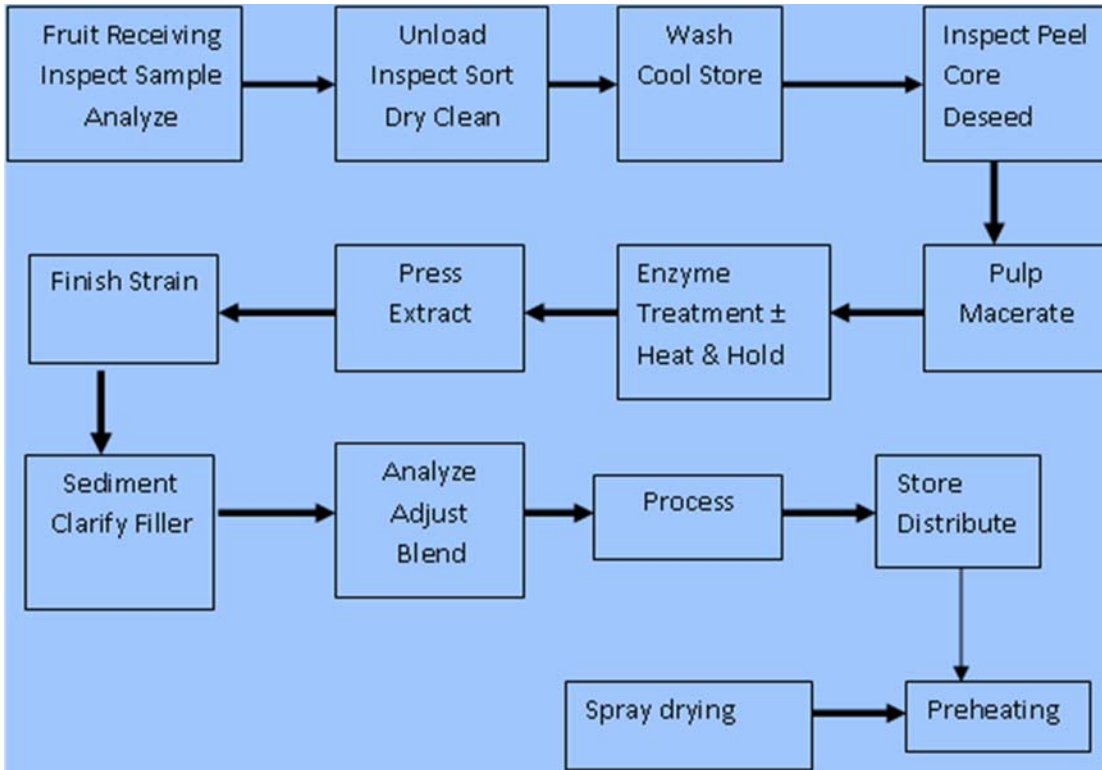 Fruit Receiving
Inspect Sample
Analyze
Unload
Inspect Sort
Dry Clean
Wash
Cool Store
Inspect Peel
Core
Deseed
Pulp
Macerate
Enzyme
Treatment ±
Heat & Hold
Press
Extract
Finish Strain
Sediment
Clarify Filler
Analyze
Adjust
Blend
Process
Store
Distribute
Preheating
Spray drying